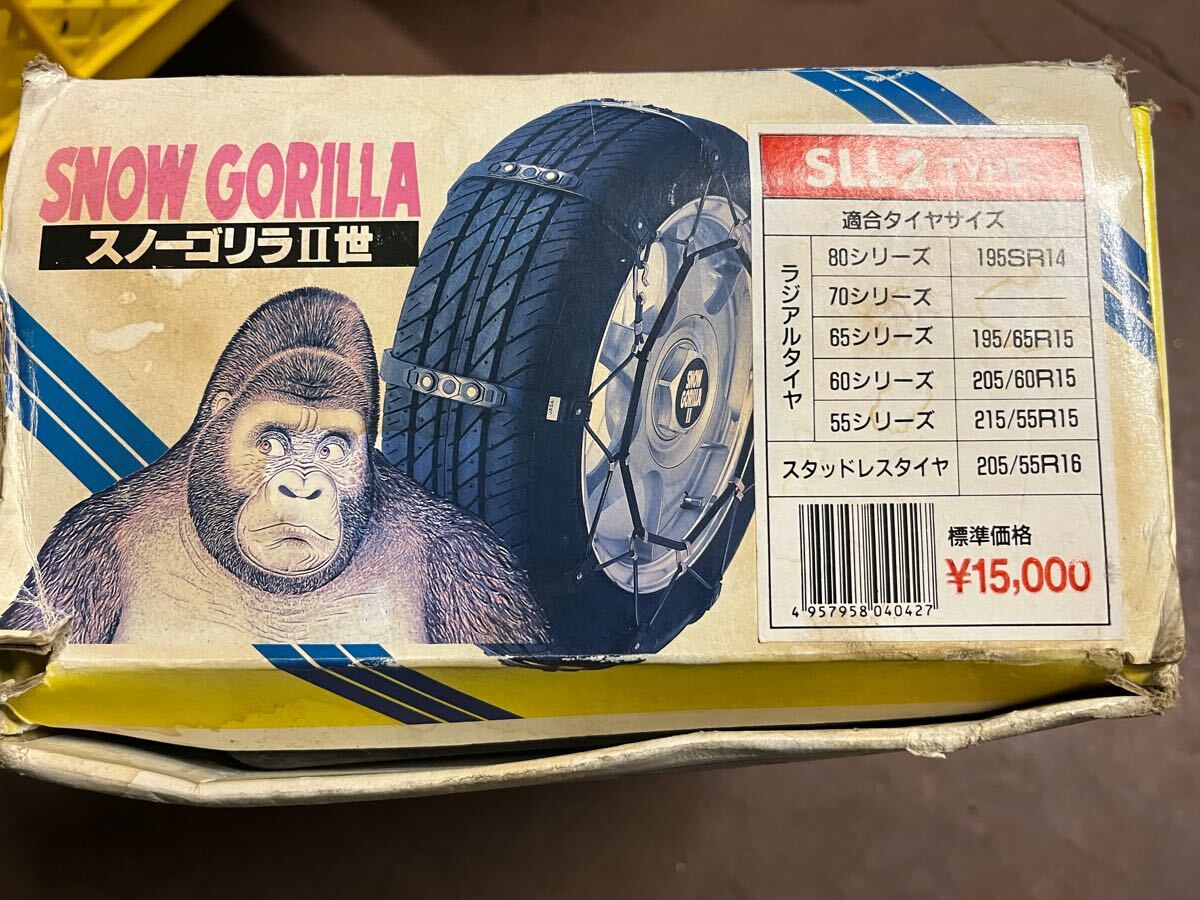 SNOW GORILLA
スノーゴリラⅡ世
SNOW
GORILLA
Ⅱ
SLL2 TYPE
適合タイヤサイズ
ラジアルタイヤ
80シリーズ 195SR14
70シリーズ ―
65シリーズ 195/65R15
60シリーズ 205/60R15
55シリーズ 215/55R15
スタッドレスタイヤ 205/55R16
標準価格
¥15,000
4 957958 040427